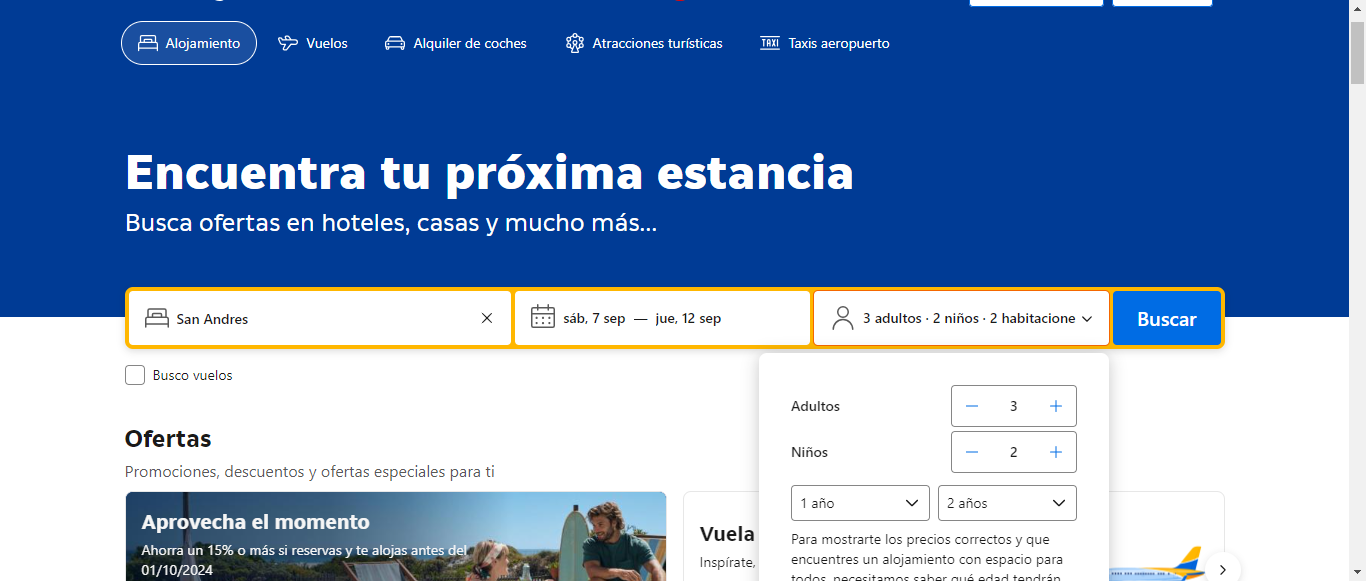 Alojamiento
Vuelos
Alquiler de coches
Atracciones turísticas
TAXI
Taxis aeropuerto
Encuentra tu próxima estancia
Busca ofertas en hoteles, casas y mucho más...
San Andres
sáb, 7 sep — jue, 12 sep
3 adultos · 2 niños · 2 habitacione
Buscar
Busco vuelos
Adultos
3
Niños
2
1 año
2 años
Para mostrarte los precios correctos y que
encuentres un alojamiento con espacio para
todos, necesitamos saber qué edad tendrán
Ofertas
Promociones, descuentos y ofertas especiales para ti
Aprovecha el momento
Ahorra un 15% o más si reservas y te alojas antes del
01/10/2024
Vuela
Inspírate,